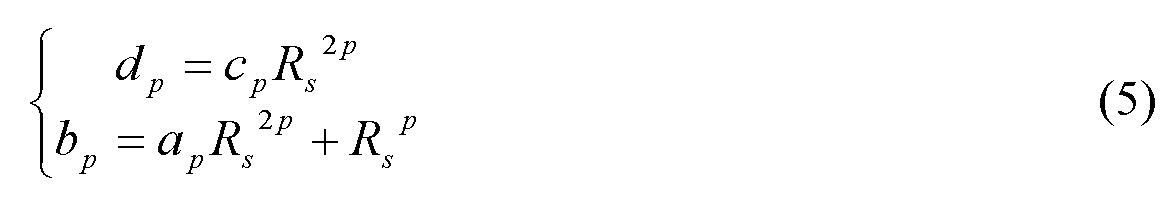 d_p = c_p R_s^{2p}
b_p = a_p R_s^{2p} + R_s^p (5)